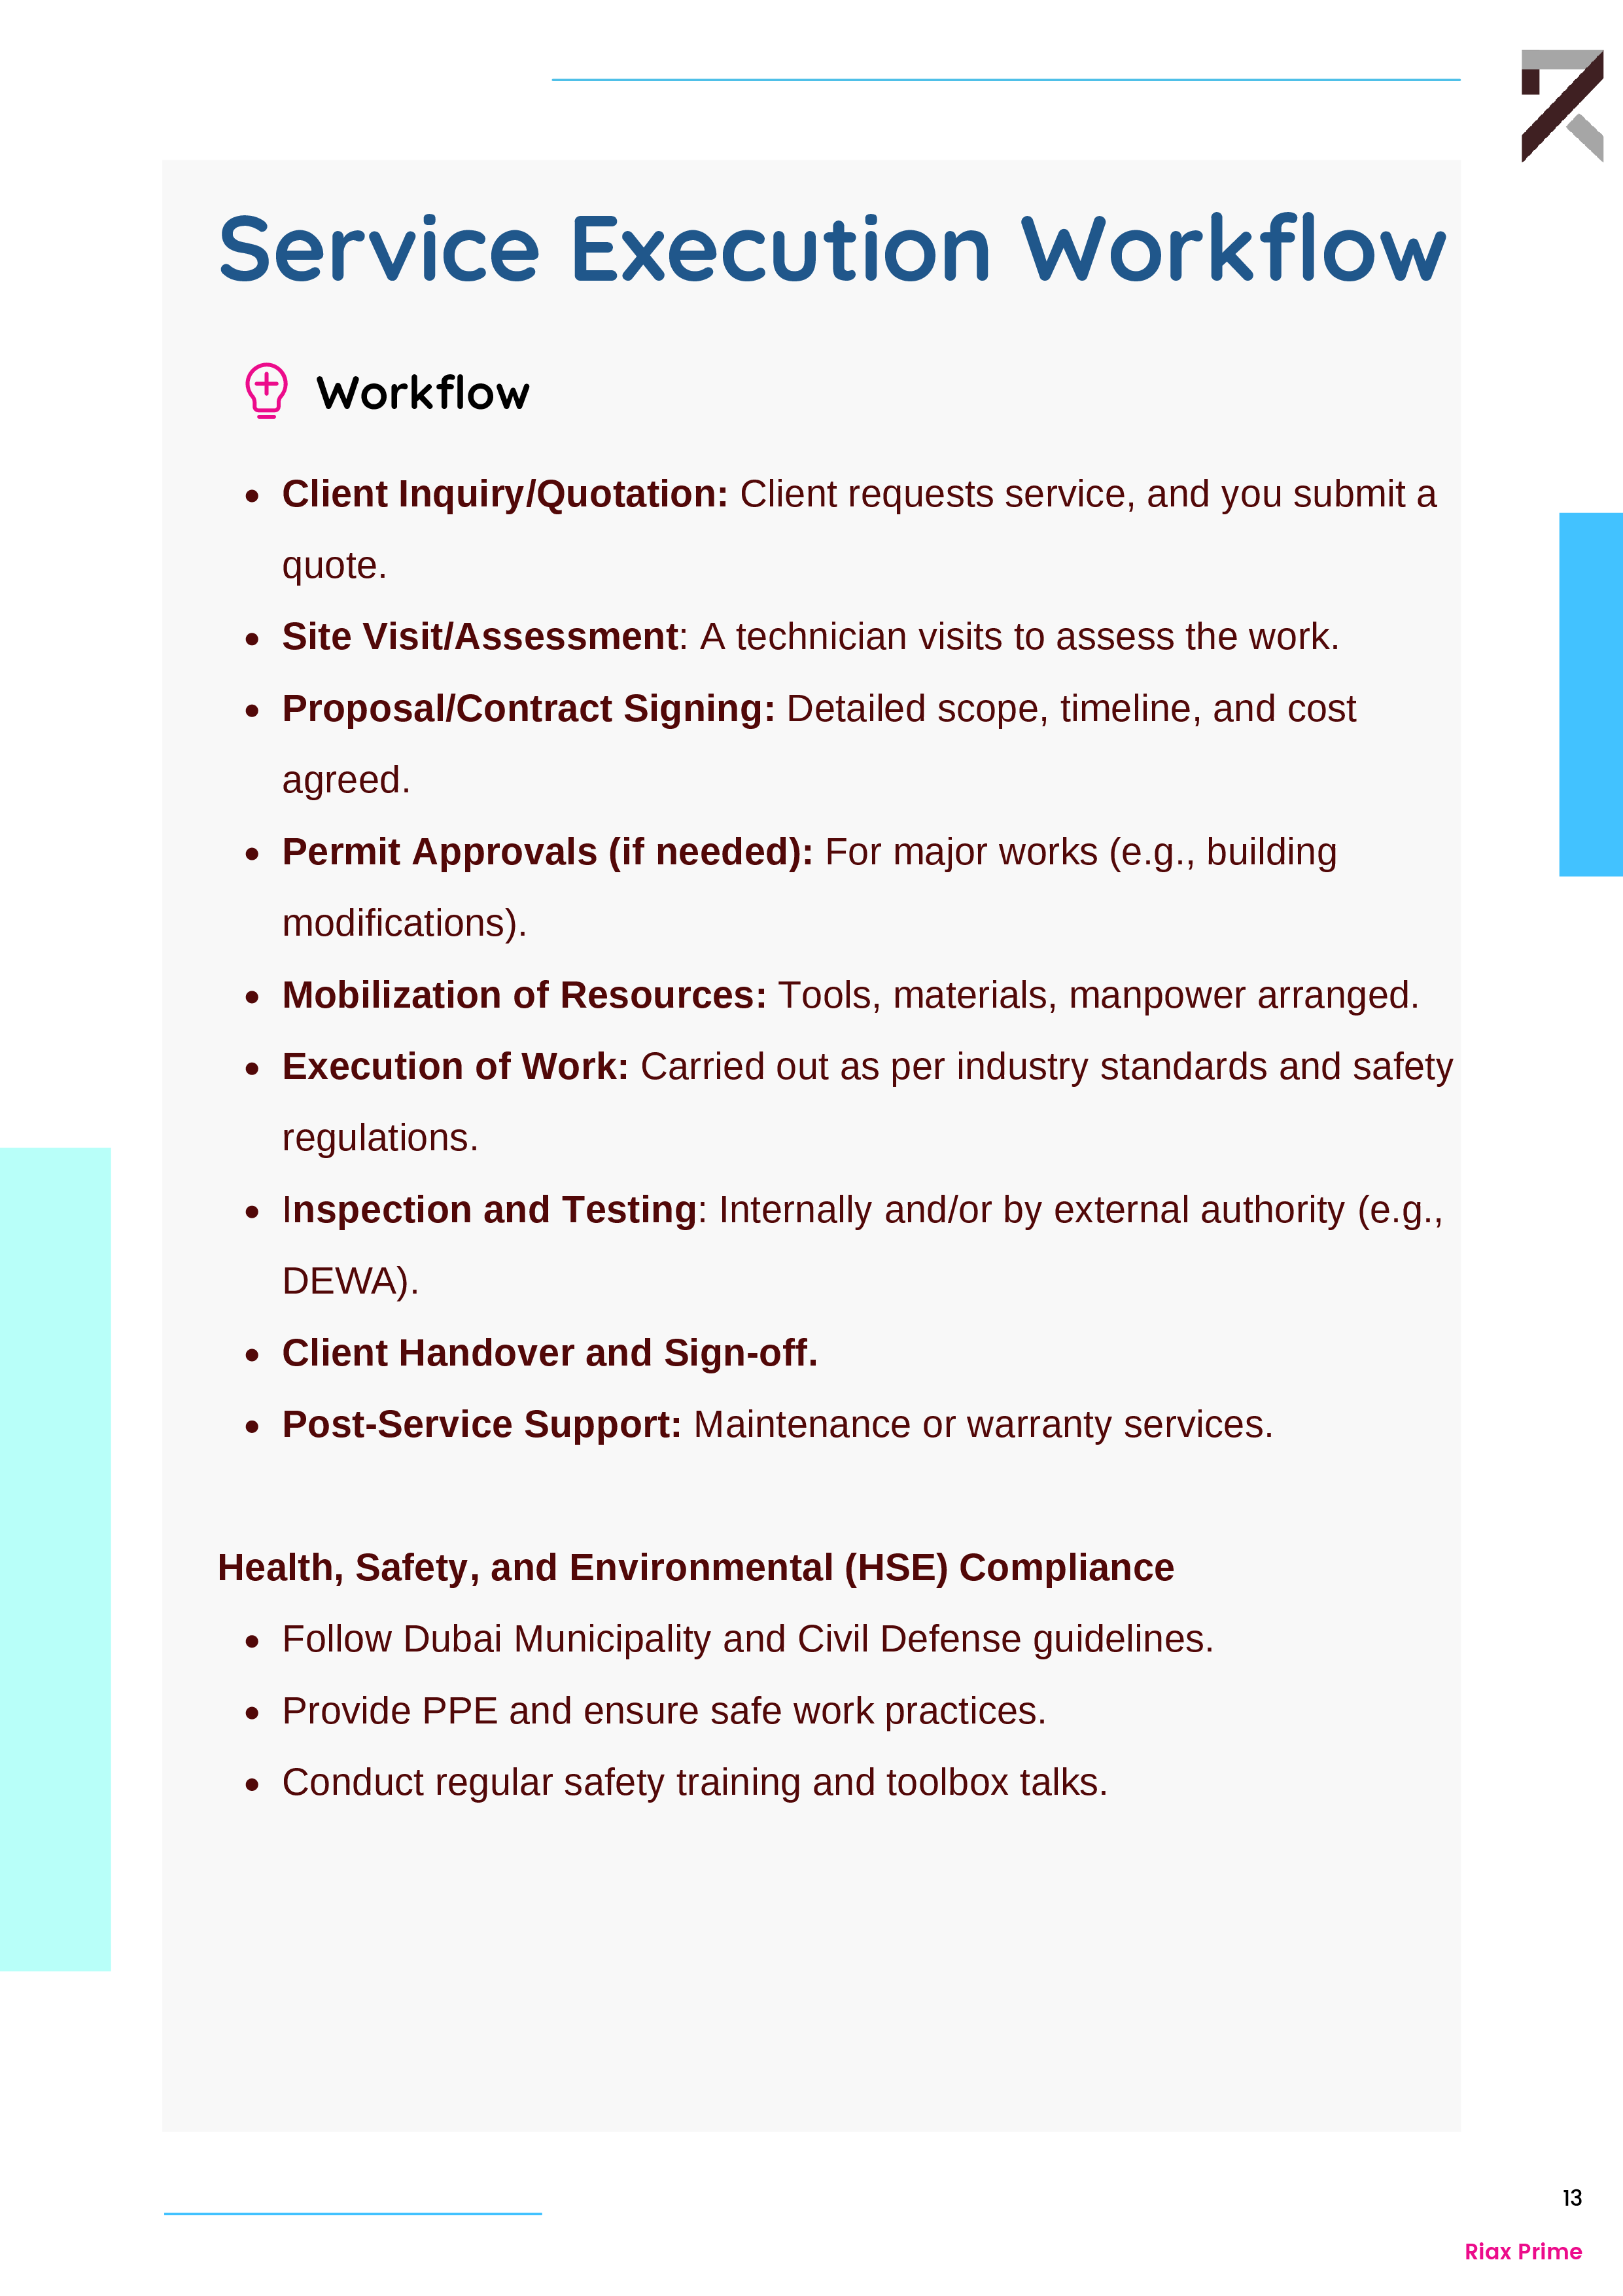 Service Execution Workflow
Workflow
• Client Inquiry/Quotation: Client requests service, and you submit a
quote.
• Site Visit/Assessment: A technician visits to assess the work.
• Proposal/Contract Signing: Detailed scope, timeline, and cost
agreed.
• Permit Approvals (if needed): For major works (e.g., building
modifications).
• Mobilization of Resources: Tools, materials, manpower arranged.
• Execution of Work: Carried out as per industry standards and safety
regulations.
• Inspection and Testing: Internally and/or by external authority (e.g.,
DEWA).
• Client Handover and Sign-off.
• Post-Service Support: Maintenance or warranty services.
Health, Safety, and Environmental (HSE) Compliance
• Follow Dubai Municipality and Civil Defense guidelines.
• Provide PPE and ensure safe work practices.
• Conduct regular safety training and toolbox talks.
13
Riax Prime